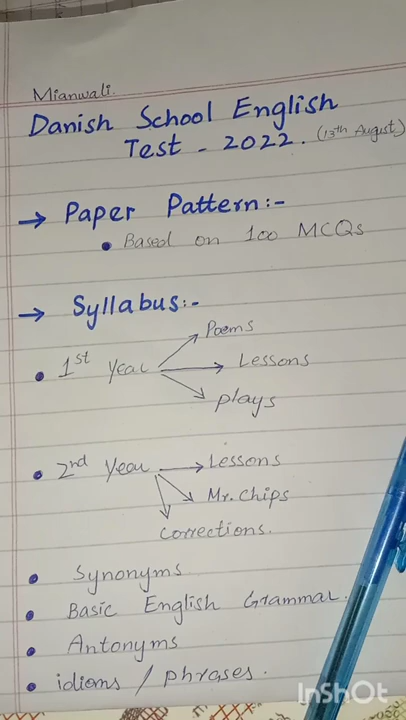 Mianwali.
Danish School English
Test - 2022. (13th August)
→ Paper Pattern:-
• Based on 100 MCQs
→ Syllabus:-
Poems
• 1st Year → Lessons
Plays
• 2nd Year → Lessons
Mr. Chips
Corrections.
• Synonyms
• Basic English Grammar.
• Antonyms
• idioms / phrases.
InShOt